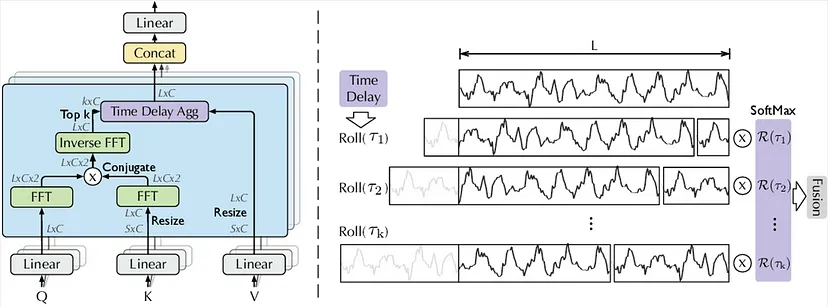 Linear
Concat
LxC
kxC
Top k
Time Delay Agg
LxC
Inverse FFT
LxCx2
Conjugate
x
LxCx2
LxCx2
FFT
FFT
LxC
Resize
LxC
LxC
Resize
SxC
SxC
Linear
Linear
Linear
Q
K
V
L
Time
Delay
SoftMax
Roll(τ1)
x
R(τ1)
Roll(τ2)
x
R(τ2)
Fusion
⋮
⋮
Roll(τk)
x
R(τk)